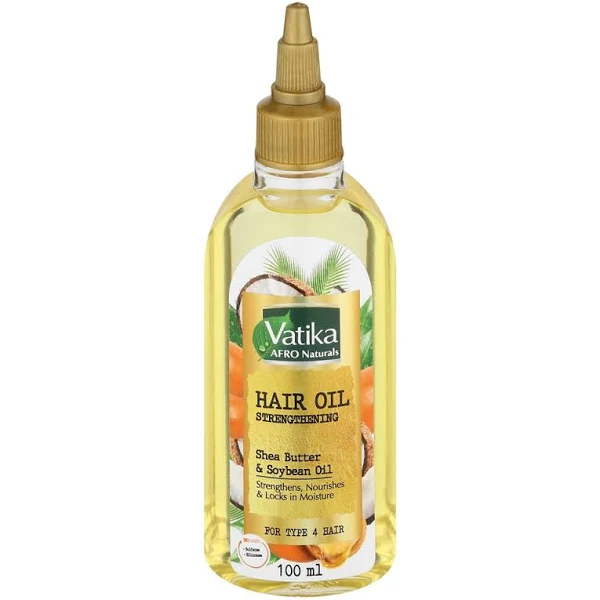 Vatika
AFRO Naturals
HAIR OIL
STRENGTHENING
Shea Butter
& Soybean Oil
Strengthens, Nourishes
& Locks in Moisture
FOR TYPE 4 HAIR
100 ml